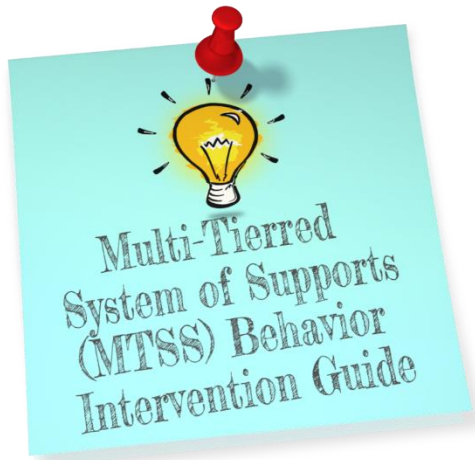 Multi-Tierred
System of Supports
(MTSS) Behavior
Intervention Guide